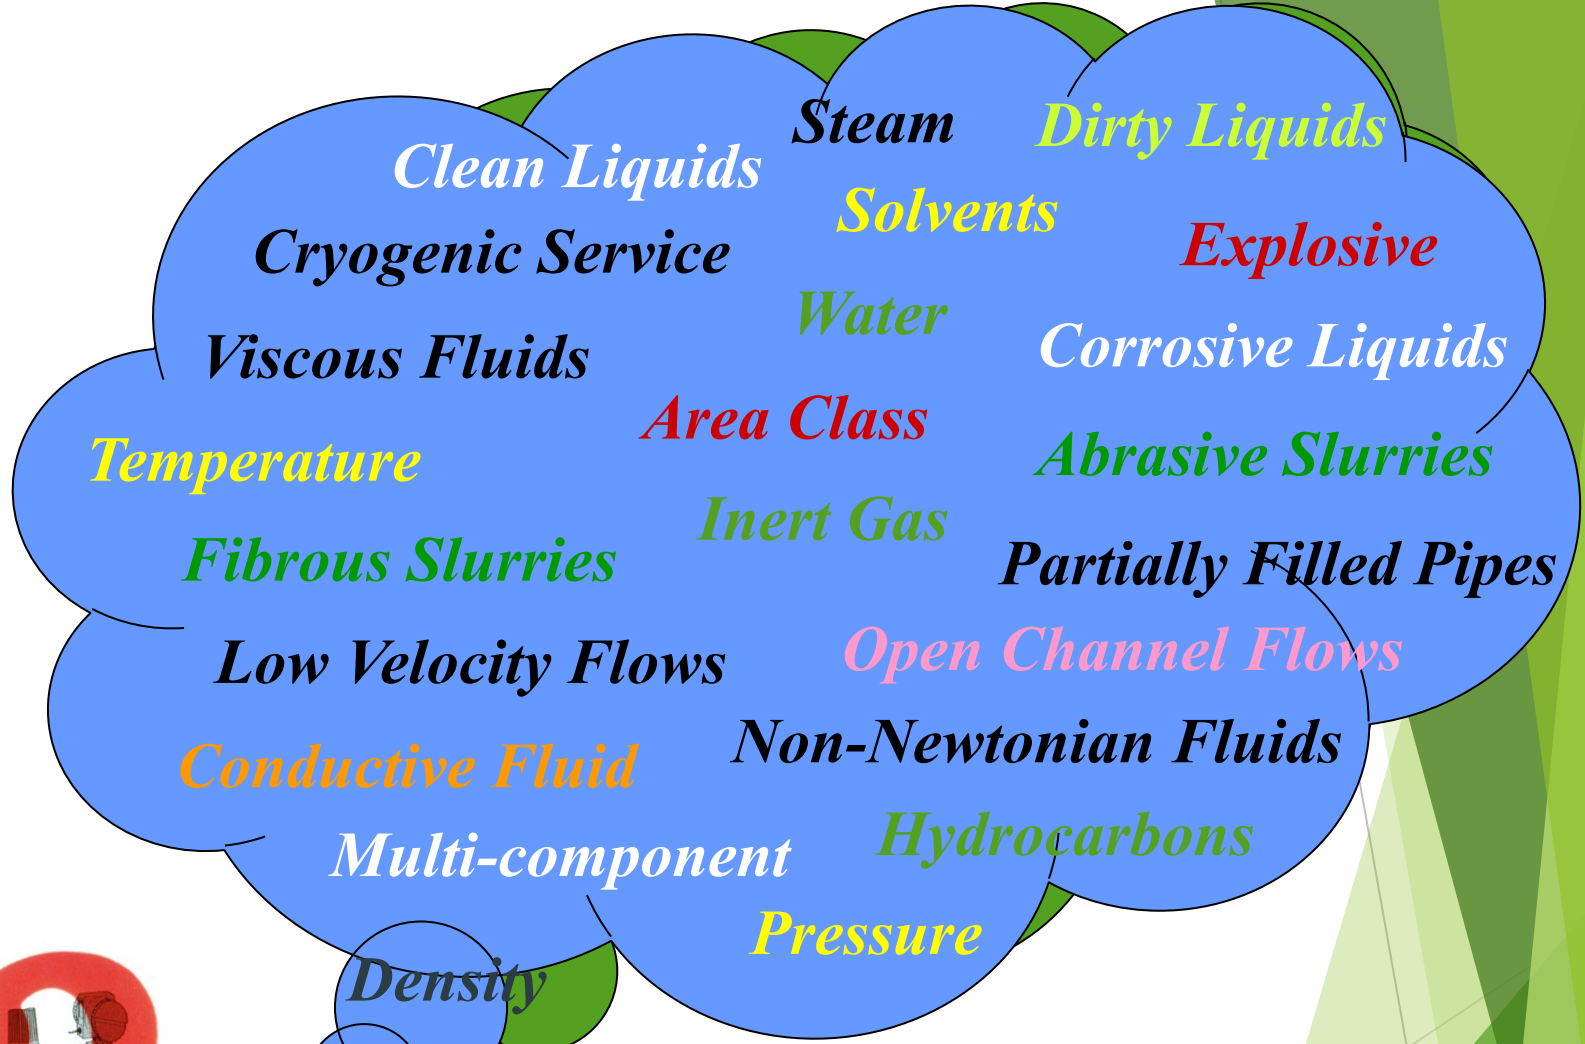 Steam
Dirty Liquids
Clean Liquids
Solvents
Explosive
Cryogenic Service
Water
Corrosive Liquids
Viscous Fluids
Area Class
Temperature
Abrasive Slurries
Inert Gas
Fibrous Slurries
Partially Filled Pipes
Low Velocity Flows
Open Channel Flows
Non-Newtonian Fluids
Conductive Fluid
Hydrocarbons
Multi-component
Pressure
Density